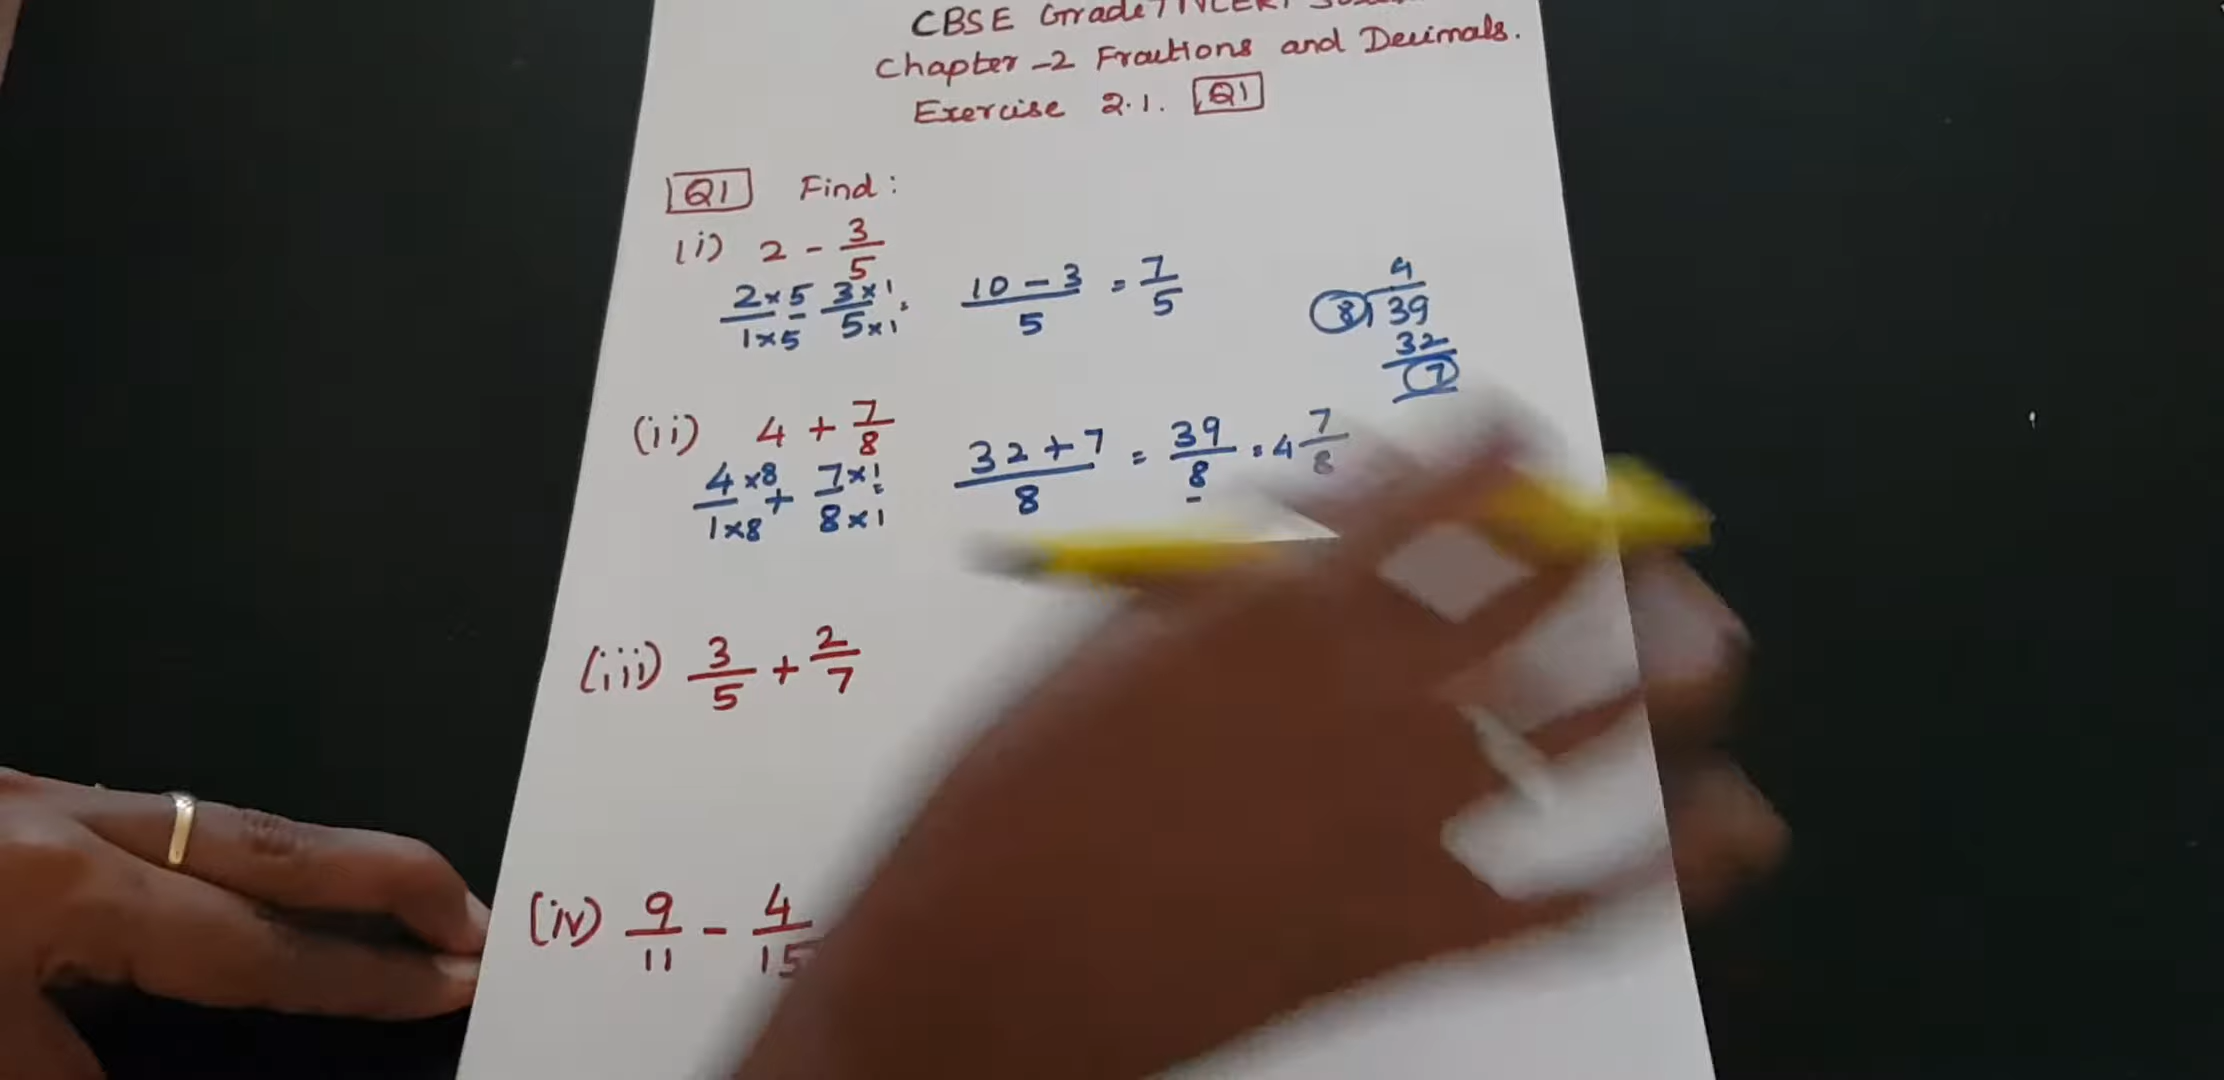 CBSE Grade 7 NCERT
Chapter -2 Fractions and Decimals.
Exercise 2.1. Q1
Q1 Find :
(i) 2 - 3/5
2×5/1×5 - 3×1/5×1 = 10 - 3/5 = 7/5
4
8) 39
32
7
(ii) 4 + 7/8
4×8/1×8 + 7×1/8×1 = 32 + 7/8 = 39/8 = 4 7/8
(iii) 3/5 + 2/7
(iv) 9/11 - 4/15